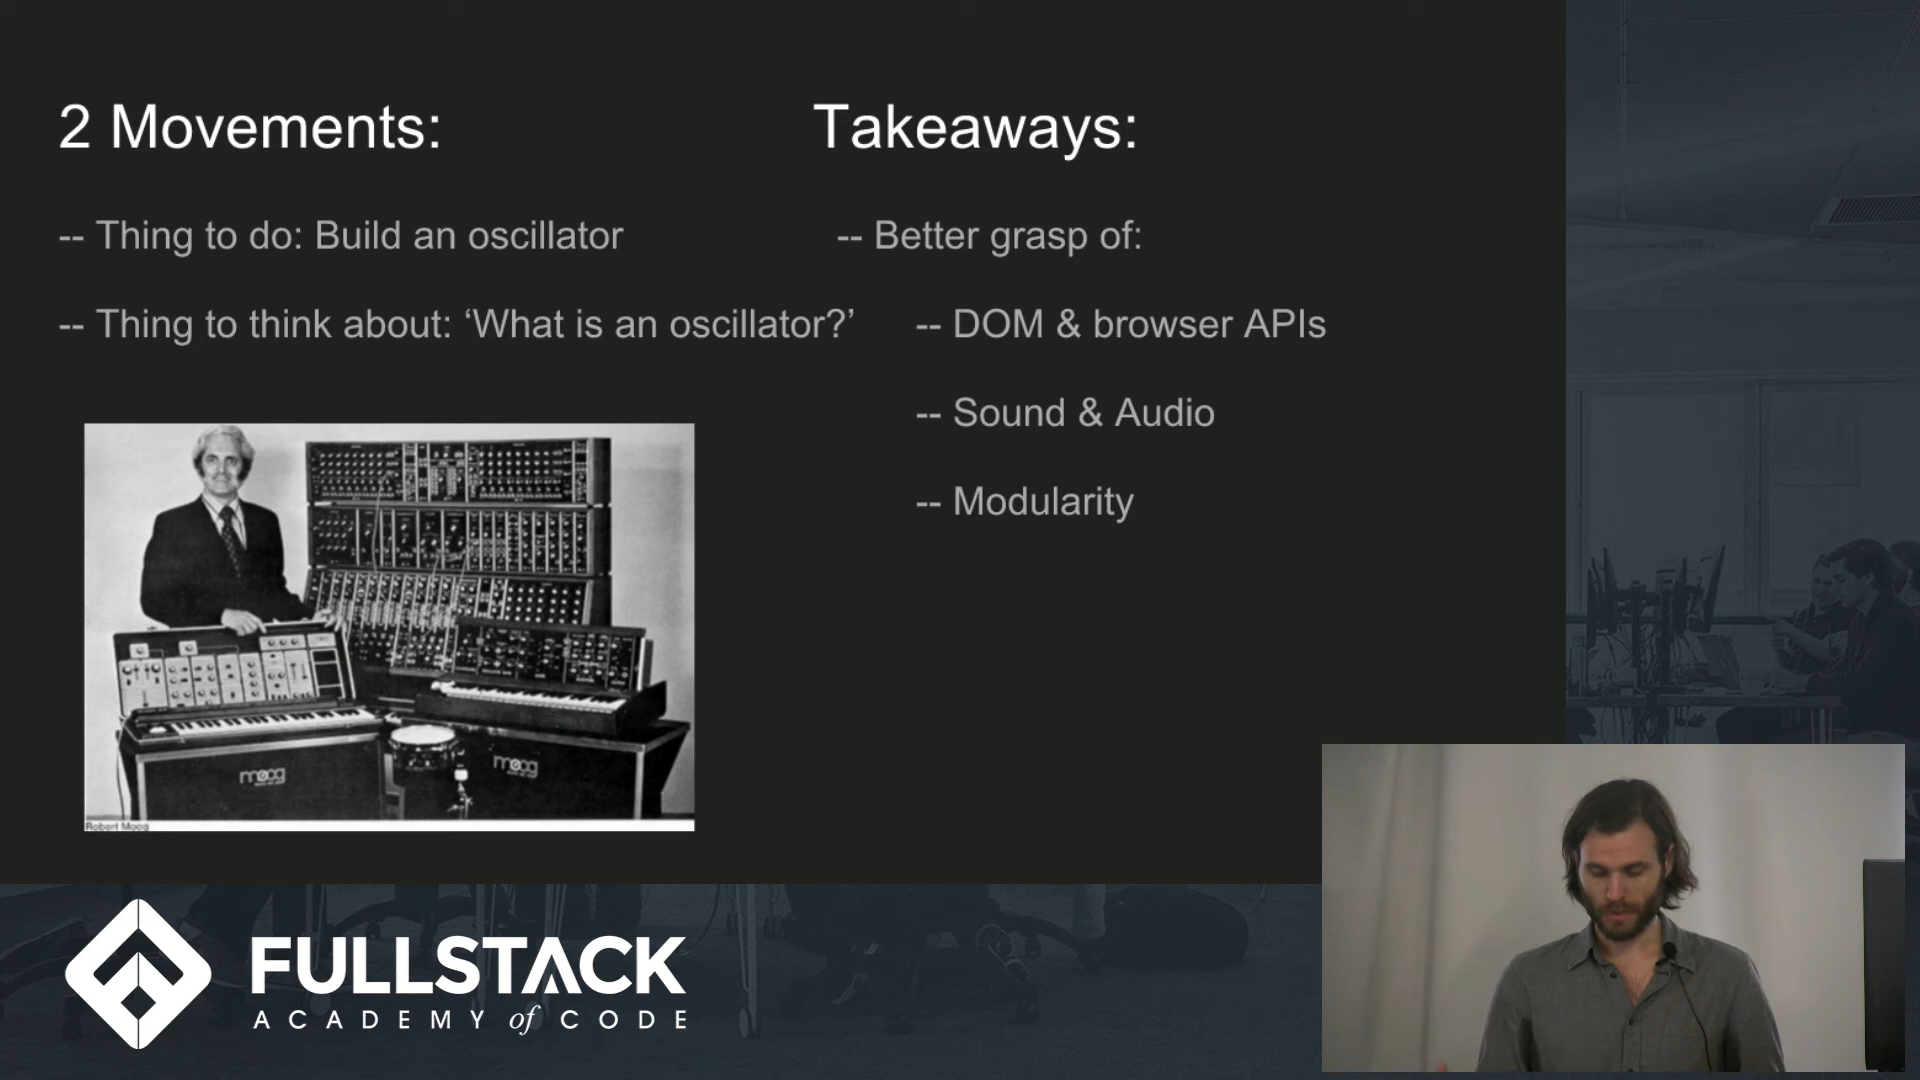 2 Movements:
-- Thing to do: Build an oscillator
-- Thing to think about: ‘What is an oscillator?’
Takeaways:
-- Better grasp of:
-- DOM & browser APIs
-- Sound & Audio
-- Modularity
moog
moog
Robert Moog
FULLSTACK
ACADEMY of CODE